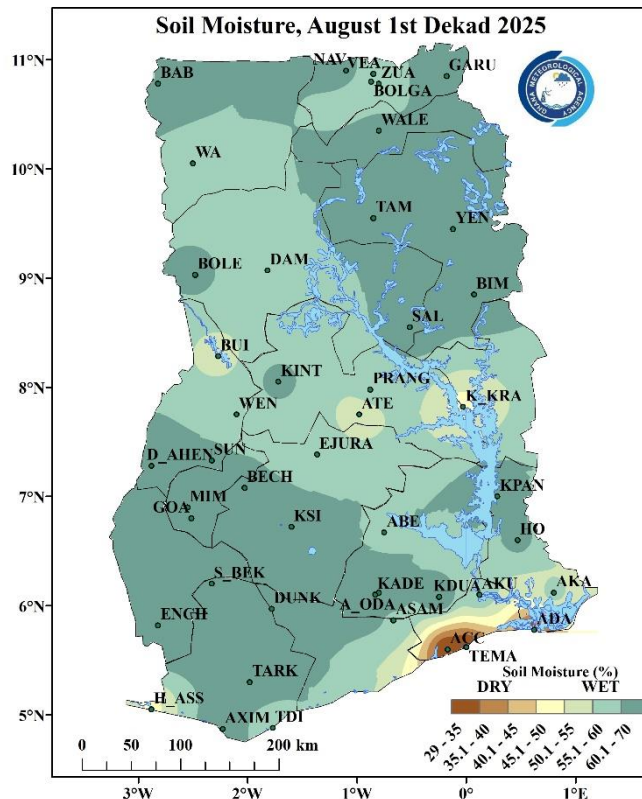 Soil Moisture, August 1st Dekad 2025
GHANA METEOROLOGICAL AGENCY
11°N
10°N
9°N
8°N
7°N
6°N
5°N
NAV
VEA
GARU
ZUA
BAB
BOLGA
WALE
WA
TAM
YEN
BOLE
DAM
BIM
SAL
BUI
KINT
PRANG
K_KRA
WEN
ATE
D_AHEN
SUN
EJURA
BECH
KPAN
GOA
MIM
KSI
ABE
HO
S_BEK
KADE
KDUA
AKU
AKA
DUNK
A_ODA
ASAM
ENCH
ADA
ACC
TEMA
TARK
H_ASS
AXIM
TDI
Soil Moisture (%)
DRY WET
29 - 35
35.1 - 40
40.1 - 45
45.1 - 50
50.1 - 55
55.1 - 60
60.1 - 70
0 50 100 200 km
3°W 2°W 1°W 0° 1°E